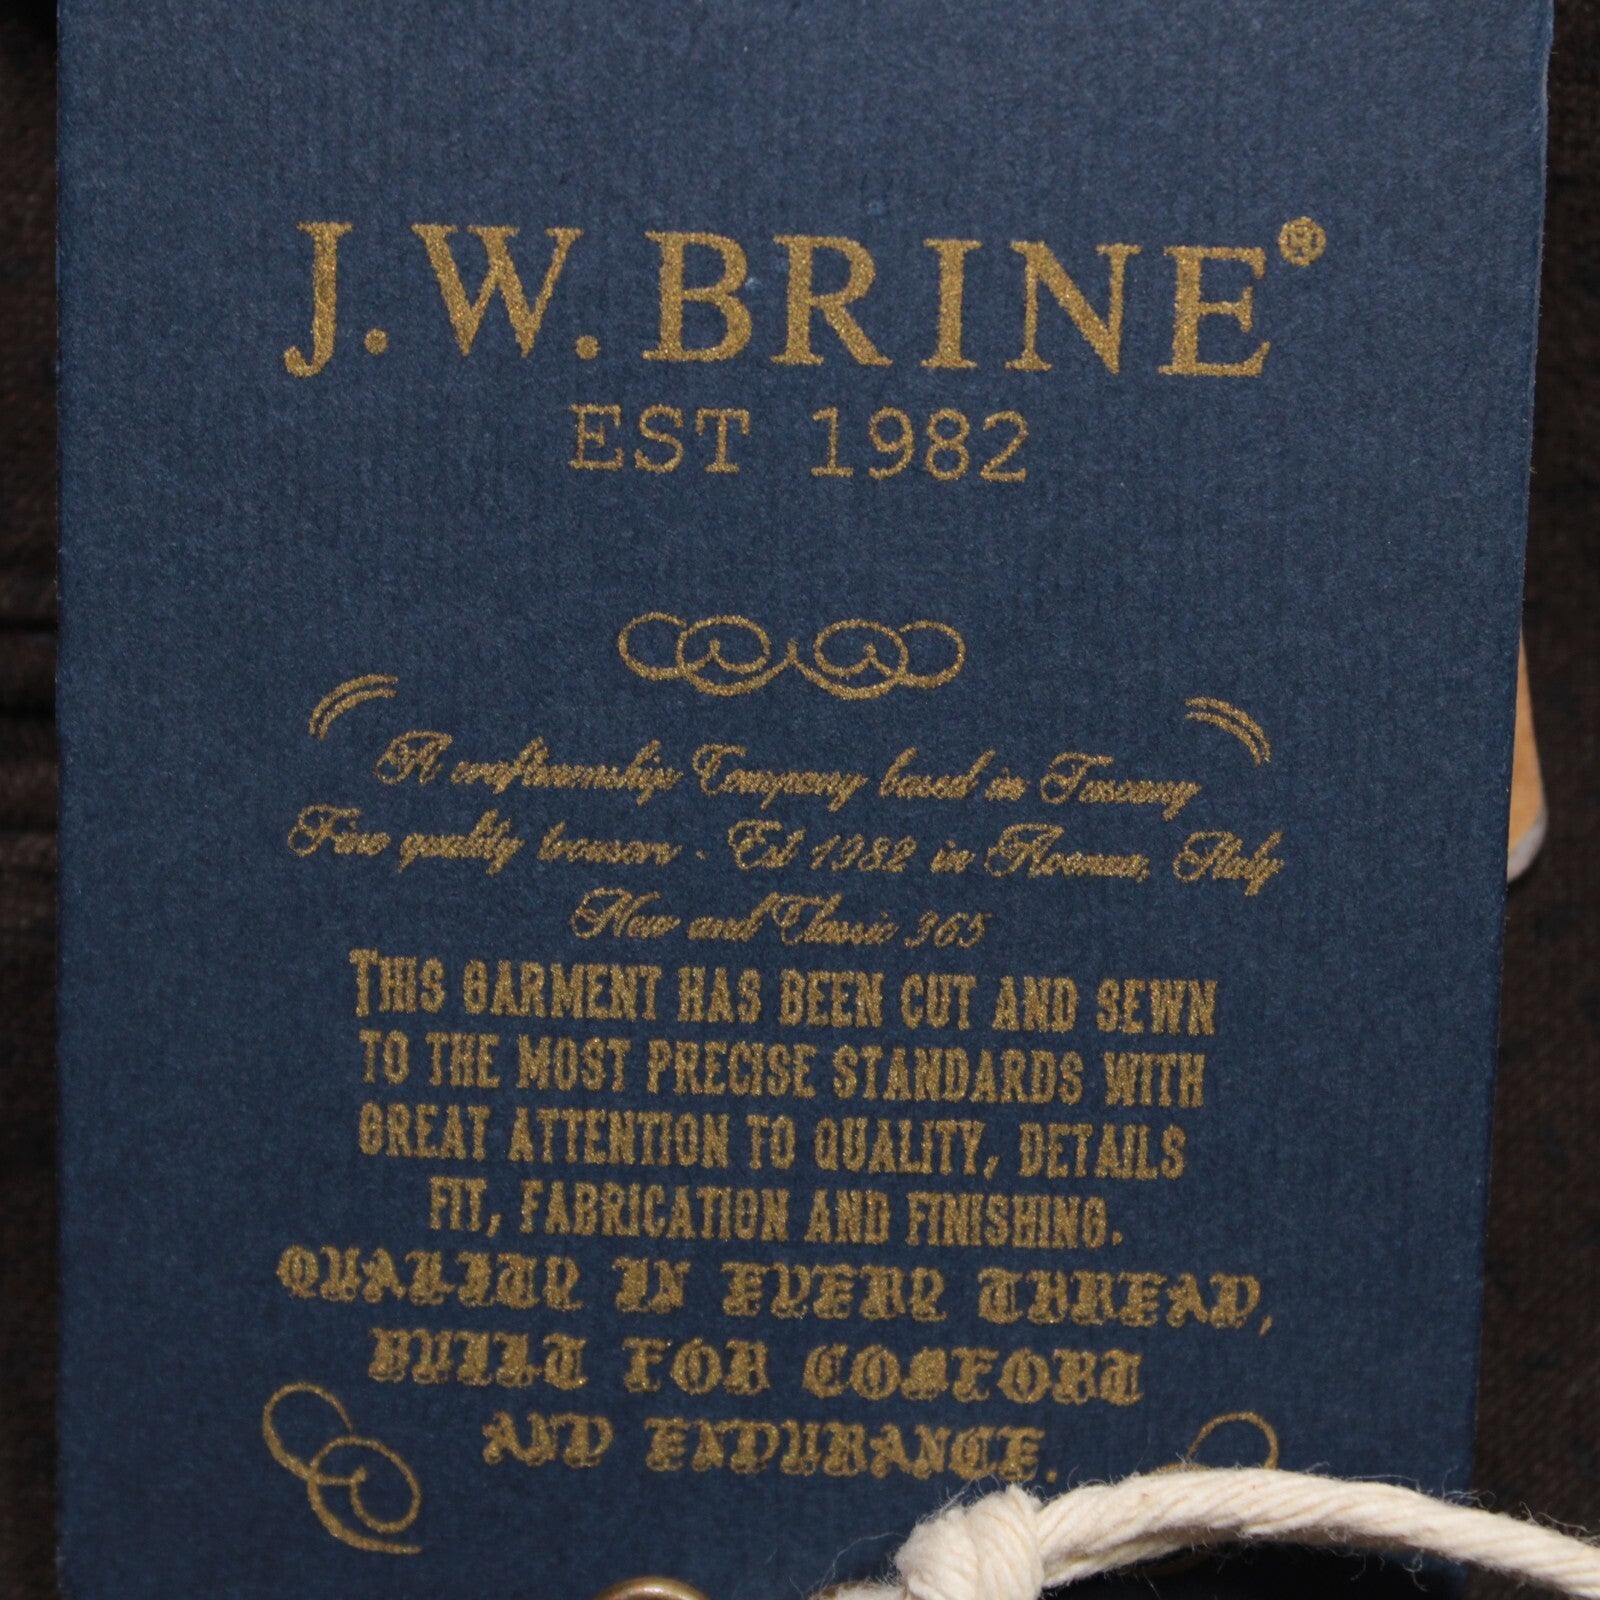 J.W.BRINE®
EST 1982
A craftsmanship Company based in Tuscany
Fine quality trousers - Est 1982 in Arezzo, Italy
New and Classic 365
THIS GARMENT HAS BEEN CUT AND SEWN
TO THE MOST PRECISE STANDARDS WITH
GREAT ATTENTION TO QUALITY, DETAILS
FIT, FABRICATION AND FINISHING.
QUALITY IN EVERY THREAD,
BUILT FOR COMFORT
AND ENDURANCE.